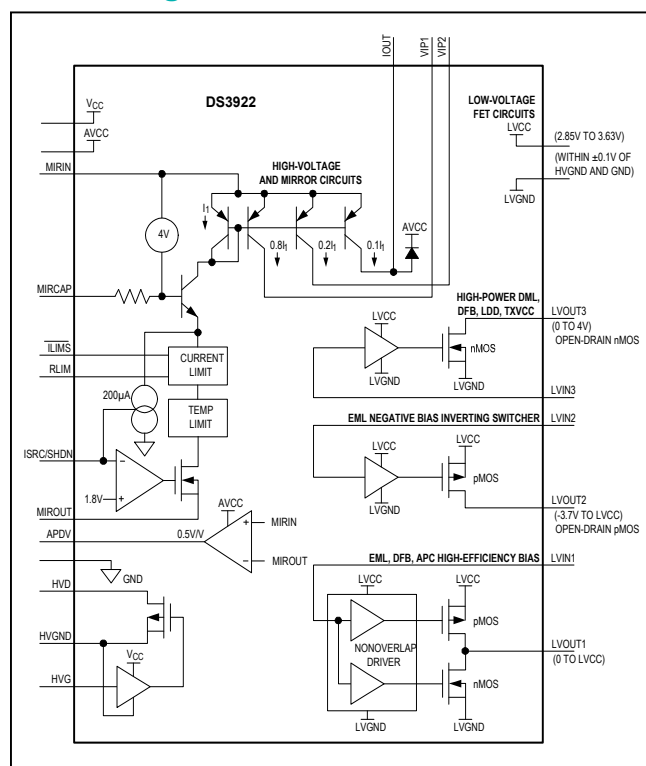 IOUT
VIP1
VIP2
DS3922
VCC
AVCC
MIRIN
HIGH-VOLTAGE
AND MIRROR CIRCUITS
LOW-VOLTAGE
FET CIRCUITS
LVCC
(2.85V TO 3.63V)
(WITHIN ±0.1V OF
HVGND AND GND)
LVGND
I1
4V
0.8I1
0.2I1
0.1I1
AVCC
MIRCAP
HIGH-POWER DML,
DFB, LDD, TXVCC
LVOUT3
(0 TO 4V)
OPEN-DRAIN nMOS
LVCC
nMOS
LVGND
LVGND
LVIN3
ILIMS
RLIM
CURRENT
LIMIT
200µA
TEMP
LIMIT
EML NEGATIVE BIAS INVERTING SWITCHER
LVIN2
LVCC
LVCC
pMOS
LVGND
LVOUT2
(-3.7V TO LVCC)
OPEN-DRAIN pMOS
ISRC/SHDN
−
+
1.8V
MIROUT
APDV
0.5V/V
AVCC
+
MIRIN
−
MIROUT
GND
EML, DFB, APC HIGH-EFFICIENCY BIAS
LVIN1
HVD
HVGND
VCC
HVG
LVCC
LVCC
pMOS
NONOVERLAP
DRIVER
LVOUT1
(0 TO LVCC)
nMOS
LVGND
LVGND